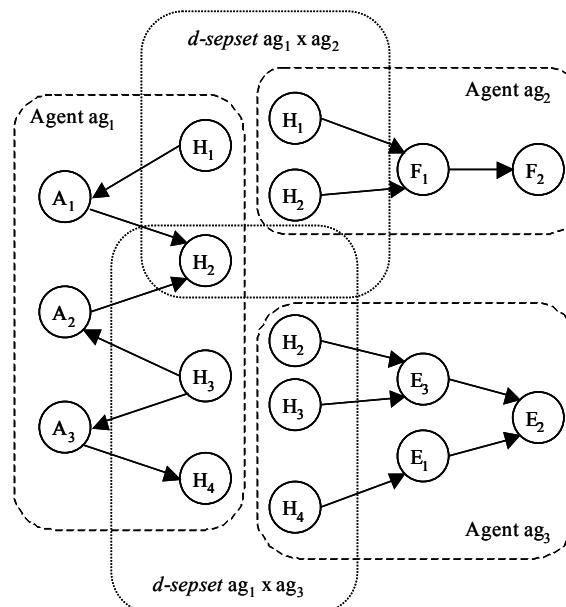 d-sepset ag₁ x ag₂
Agent ag₁
Agent ag₂
H₁
H₁
A₁
F₁
F₂
H₂
H₂
A₂
H₂
H₃
E₃
H₃
E₂
A₃
E₁
H₄
H₄
Agent ag₃
d-sepset ag₁ x ag₃